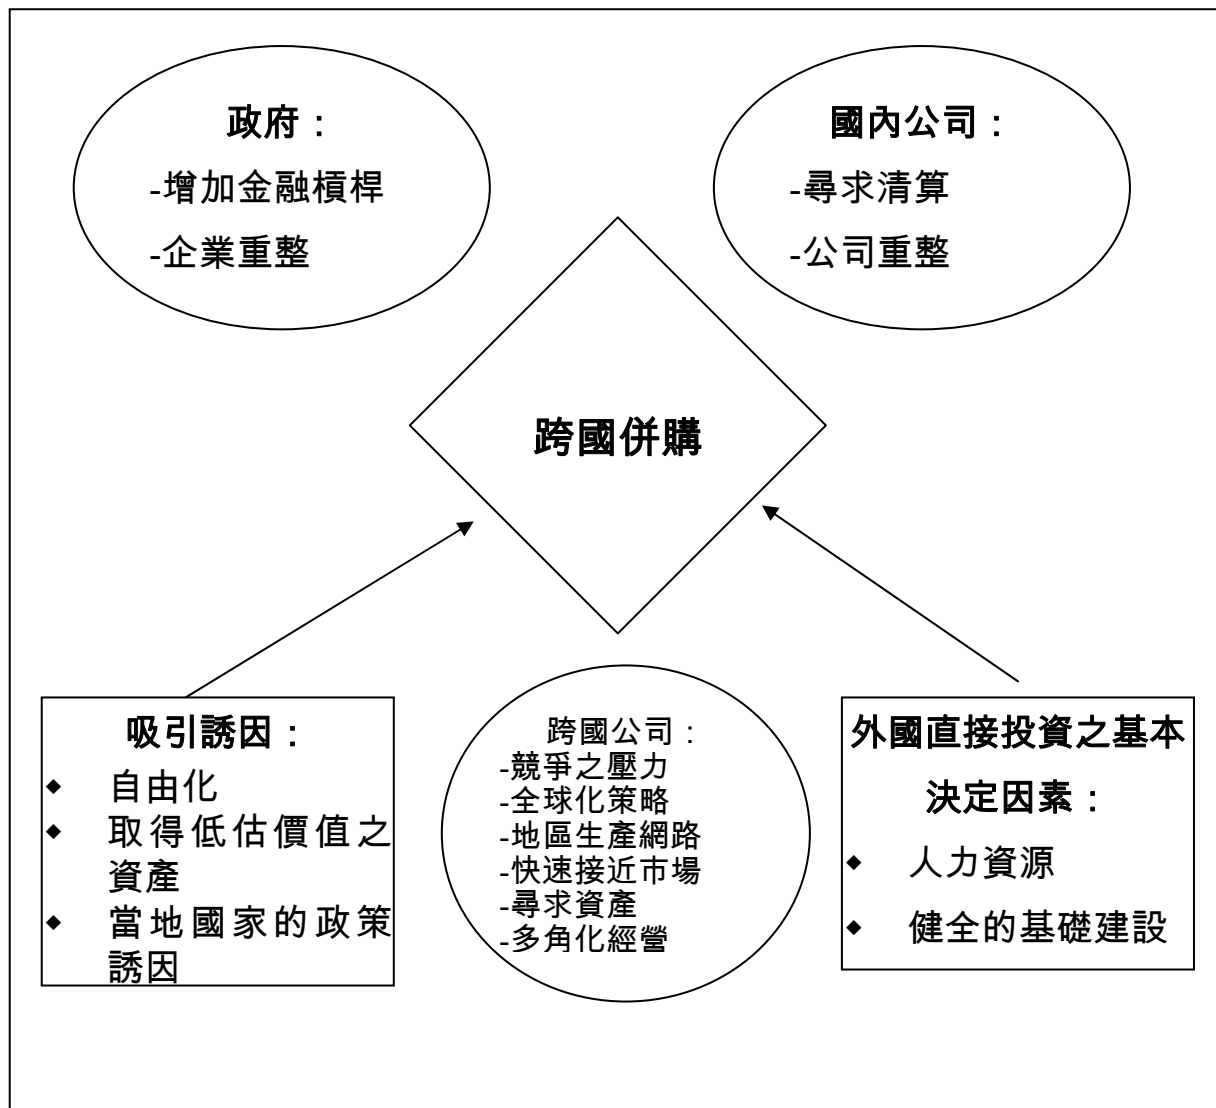 政府：
-增加金融槓桿
-企業重整
國內公司：
-尋求清算
-公司重整
跨國併購
吸引誘因：
◆ 自由化
◆ 取得低估價值之
資產
◆ 當地國家的政策
誘因
跨國公司：
-競爭之壓力
-全球化策略
-地區生產網路
-快速接近市場
-尋求資產
-多角化經營
外國直接投資之基本
決定因素：
◆ 人力資源
◆ 健全的基礎建設